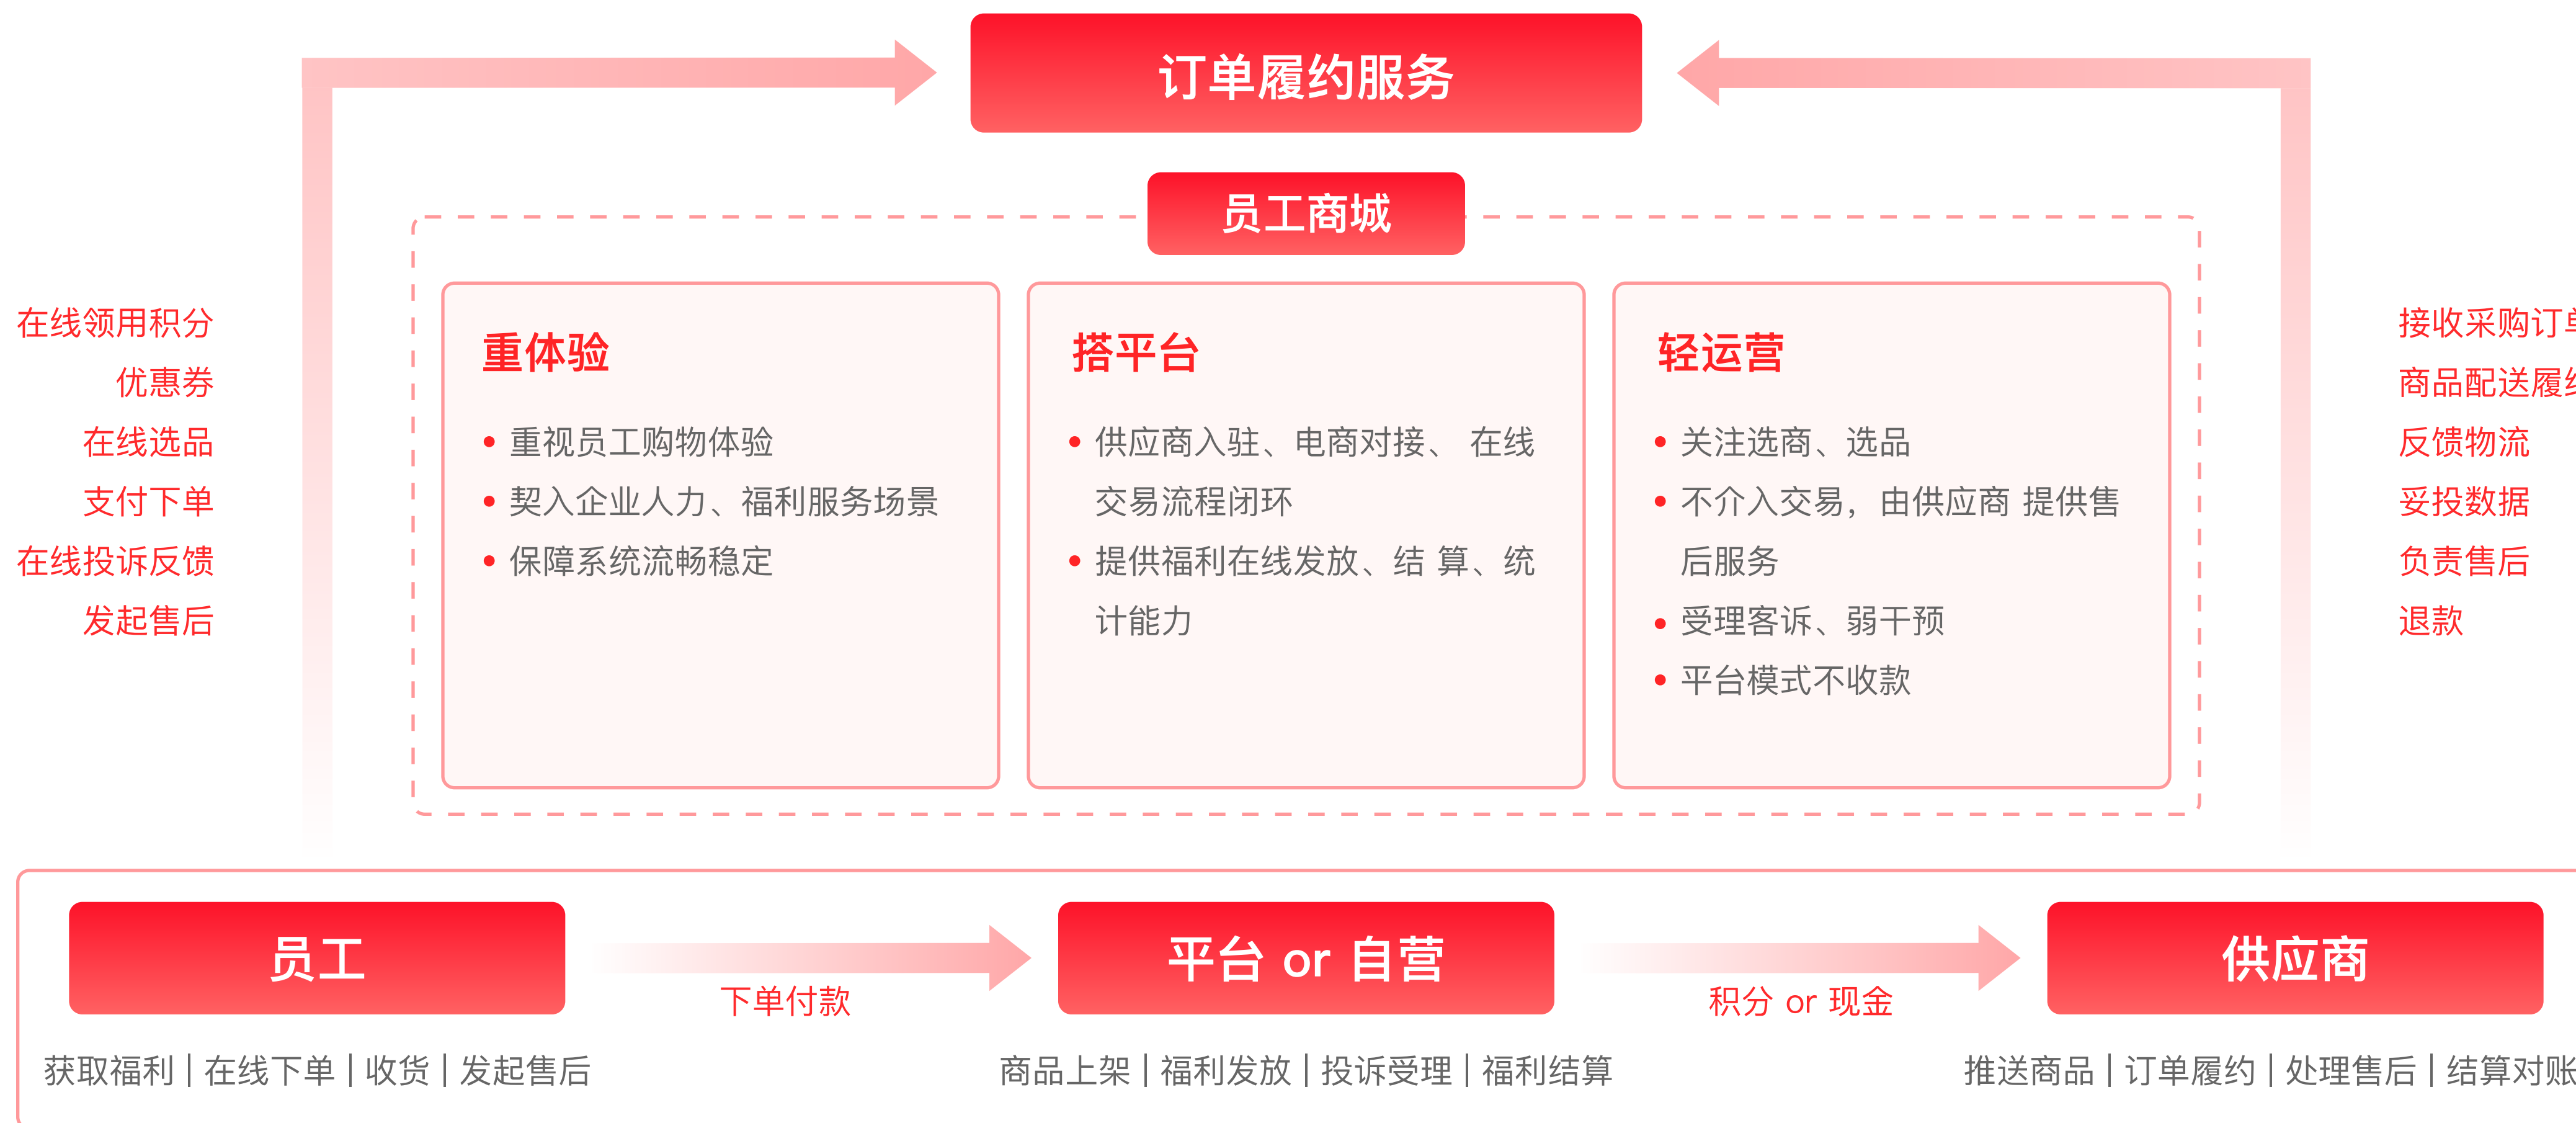 订单履约服务
员工商城
在线领用积分
优惠券
在线选品
支付下单
在线投诉反馈
发起售后
重体验
重视员工购物体验
契入企业人力、福利服务场景
保障系统流畅稳定
搭平台
供应商入驻、电商对接、 在线
交易流程闭环
提供福利在线发放、结 算、统
计能力
轻运营
关注选商、选品
不介入交易，由供应商 提供售
后服务
受理客诉、弱干预
平台模式不收款
接收采购订单
商品配送履约
反馈物流
妥投数据
负责售后
退款
员工
下单付款
平台 or 自营
积分 or 现金
供应商
获取福利 | 在线下单 | 收货 | 发起售后
商品上架 | 福利发放 | 投诉受理 | 福利结算
推送商品 | 订单履约 | 处理售后 | 结算对账